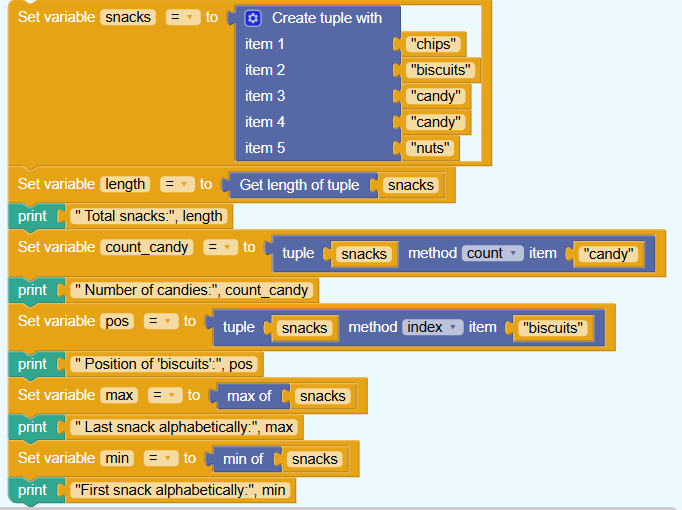 Set variable snacks = to Create tuple with
item 1 "chips"
item 2 "biscuits"
item 3 "candy"
item 4 "candy"
item 5 "nuts"
Set variable length = to Get length of tuple snacks
print " Total snacks:", length
Set variable count_candy = to tuple snacks method count item "candy"
print " Number of candies:", count_candy
Set variable pos = to tuple snacks method index item "biscuits"
print " Position of 'biscuits':", pos
Set variable max = to max of snacks
print " Last snack alphabetically:", max
Set variable min = to min of snacks
print "First snack alphabetically:", min